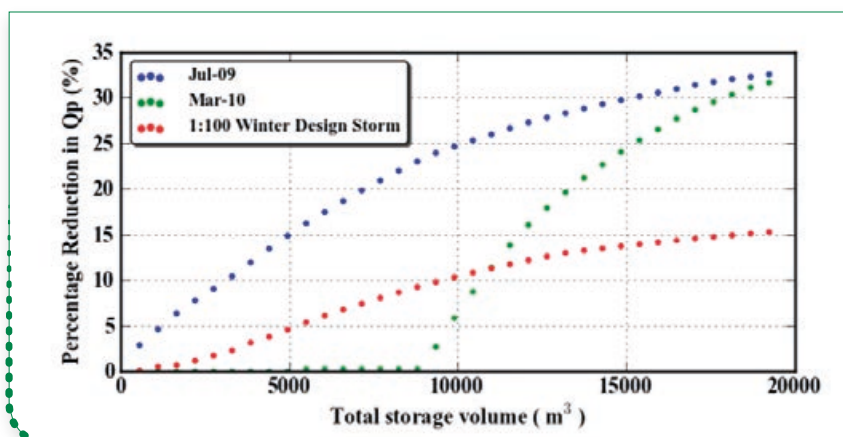 35
30
25
20
15
10
5
0
Percentage Reduction in Qp (%)
Jul-09
Mar-10
1:100 Winter Design Storm
0 5000 10000 15000 20000
Total storage volume ( m³ )